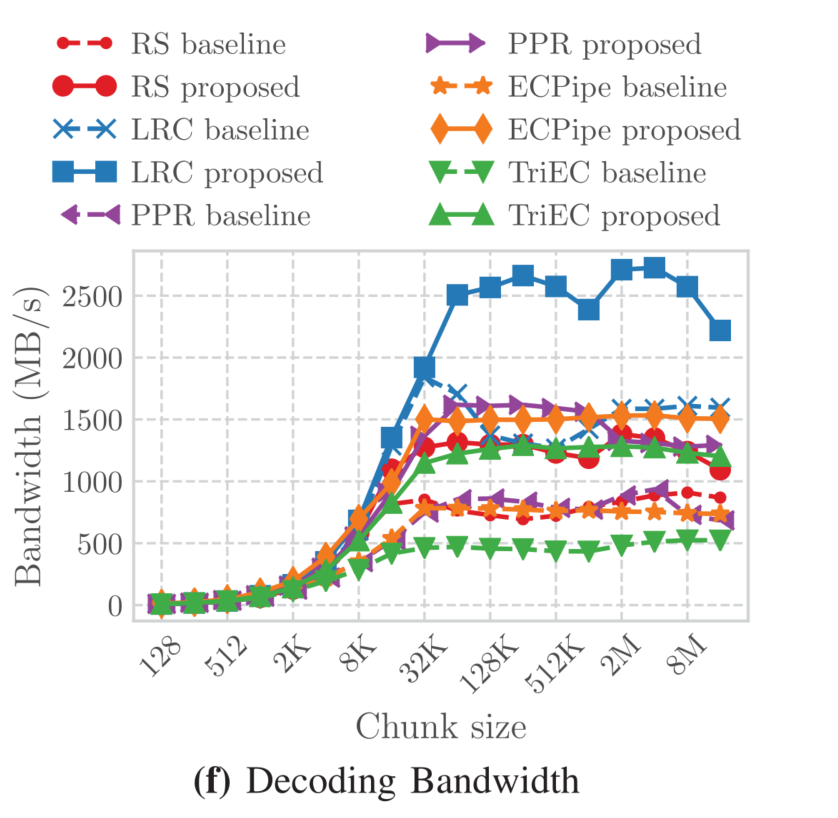 RS baseline
RS proposed
LRC baseline
LRC proposed
PPR baseline
PPR proposed
ECPipe baseline
ECPipe proposed
TriEC baseline
TriEC proposed
Bandwidth (MB/s)
2500
2000
1500
1000
500
0
128
512
2K
8K
32K
128K
512K
2M
8M
Chunk size
(f) Decoding Bandwidth